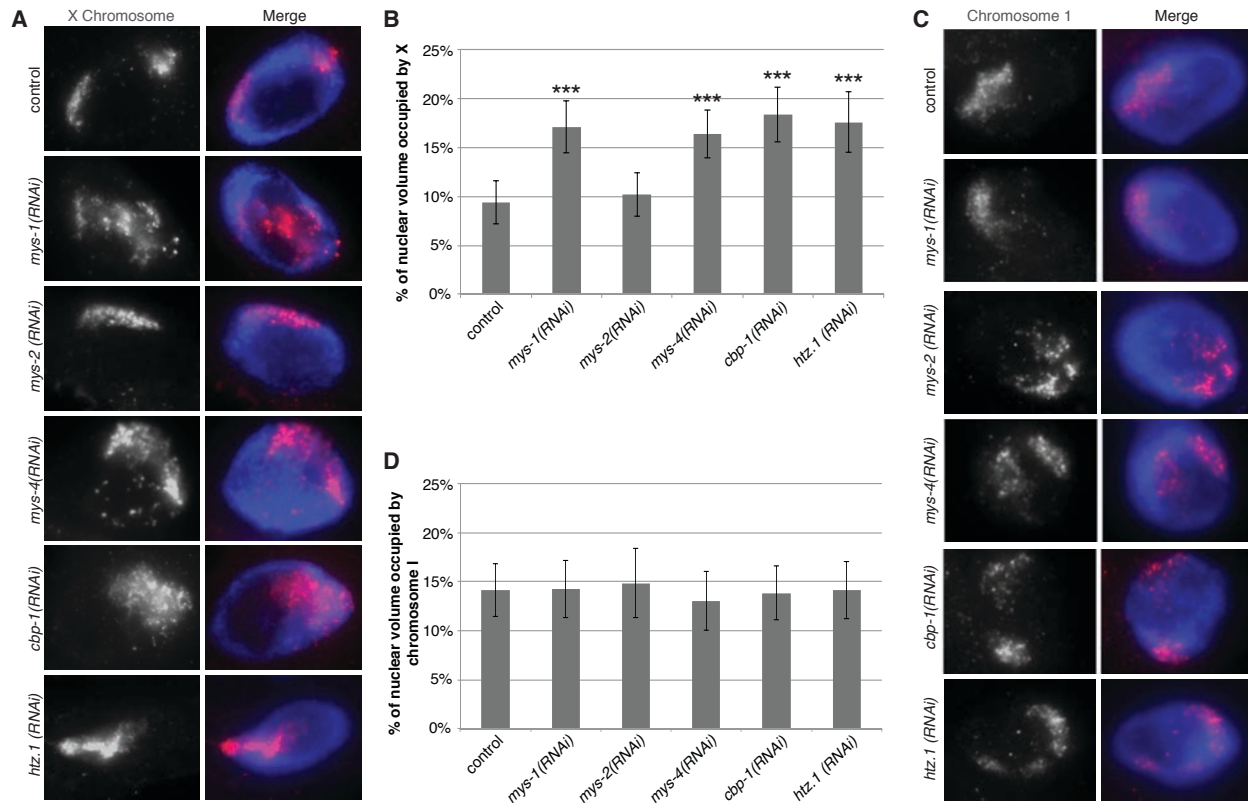 A
X Chromosome
Merge
control
mys-1(RNAi)
mys-2 (RNAi)
mys-4(RNAi)
cbp-1(RNAi)
htz.1 (RNAi)
B
% of nuclear volume occupied by X
25%
20%
15%
10%
5%
0%
***
***
***
***
control
mys-1(RNAi)
mys-2(RNAi)
mys-4(RNAi)
cbp-1(RNAi)
htz.1 (RNAi)
D
% of nuclear volume occupied by
chromosome I
25%
20%
15%
10%
5%
0%
control
mys-1(RNAi)
mys-2(RNAi)
mys-4(RNAi)
cbp-1(RNAi)
htz.1 (RNAi)
C
Chromosome 1
Merge
control
mys-1(RNAi)
mys-2 (RNAi)
mys-4(RNAi)
cbp-1(RNAi)
htz.1 (RNAi)